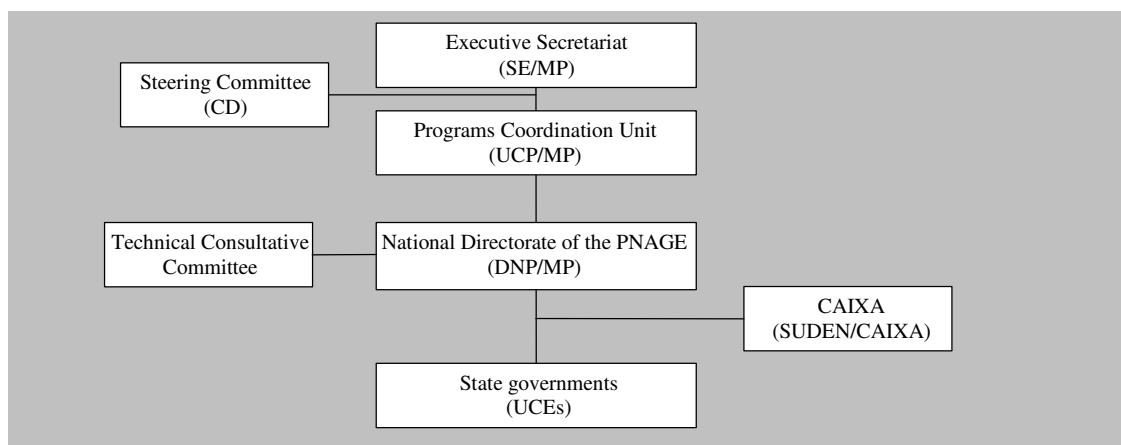 Executive Secretariat
(SE/MP)
Steering Committee
(CD)
Programs Coordination Unit
(UCP/MP)
Technical Consultative
Committee
National Directorate of the PNAGE
(DNP/MP)
CAIXA
(SUDEN/CAIXA)
State governments
(UCEs)